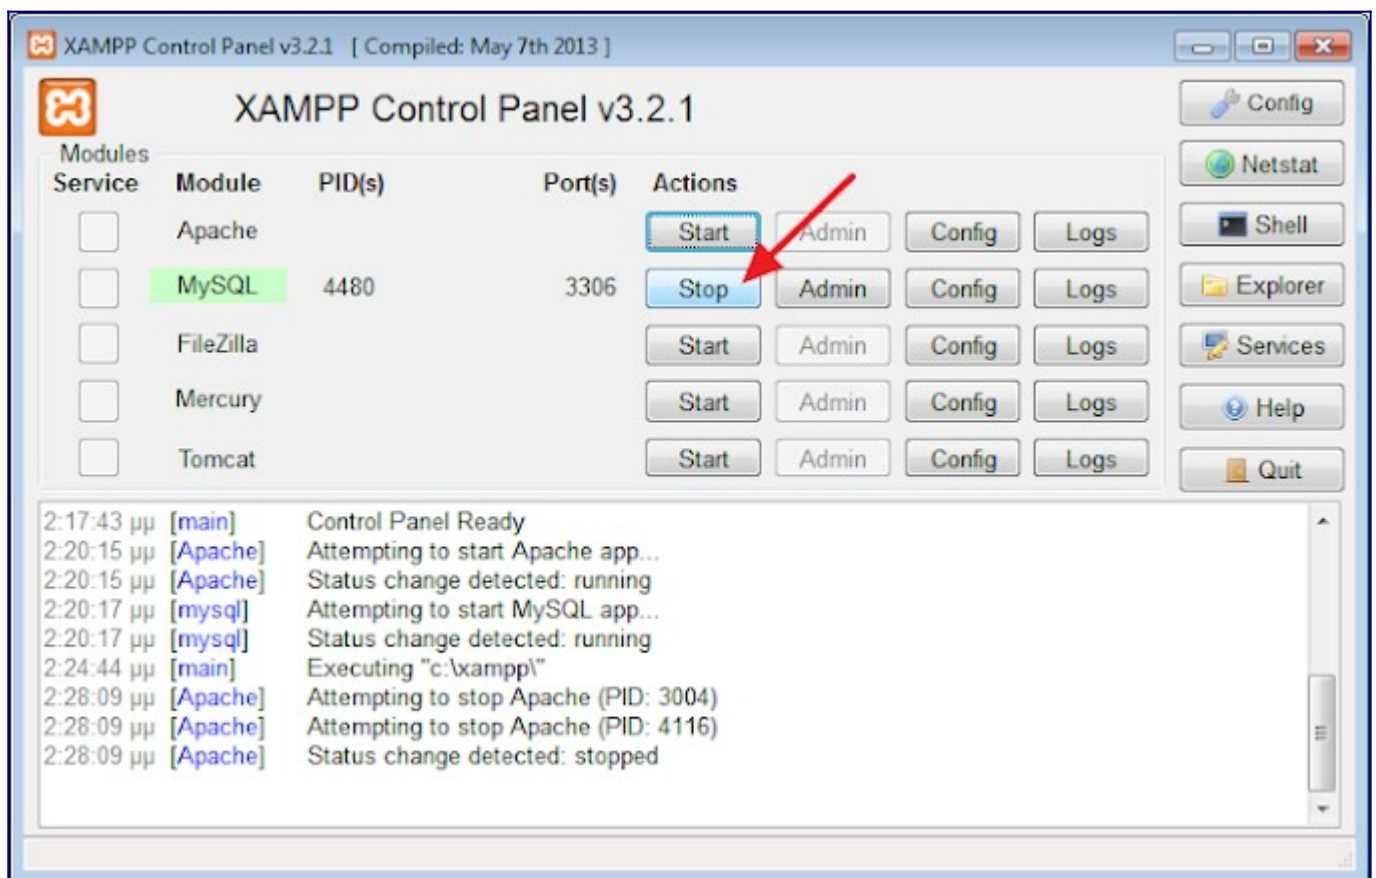 XAMPP Control Panel v3.2.1 [ Compiled: May 7th 2013 ]
XAMPP Control Panel v3.2.1
Config
Modules
Netstat
Service Module PID(s) Port(s) Actions
Apache Start Admin Config Logs
Shell
MySQL 4480 3306 Stop Admin Config Logs
Explorer
FileZilla Start Admin Config Logs
Services
Mercury Start Admin Config Logs
Help
Tomcat Start Admin Config Logs
Quit
2:17:43 μμ [main] Control Panel Ready
2:20:15 μμ [Apache] Attempting to start Apache app...
2:20:15 μμ [Apache] Status change detected: running
2:20:17 μμ [mysql] Attempting to start MySQL app...
2:20:17 μμ [mysql] Status change detected: running
2:24:44 μμ [main] Executing "c:\xampp\"
2:28:09 μμ [Apache] Attempting to stop Apache (PID: 3004)
2:28:09 μμ [Apache] Attempting to stop Apache (PID: 4116)
2:28:09 μμ [Apache] Status change detected: stopped